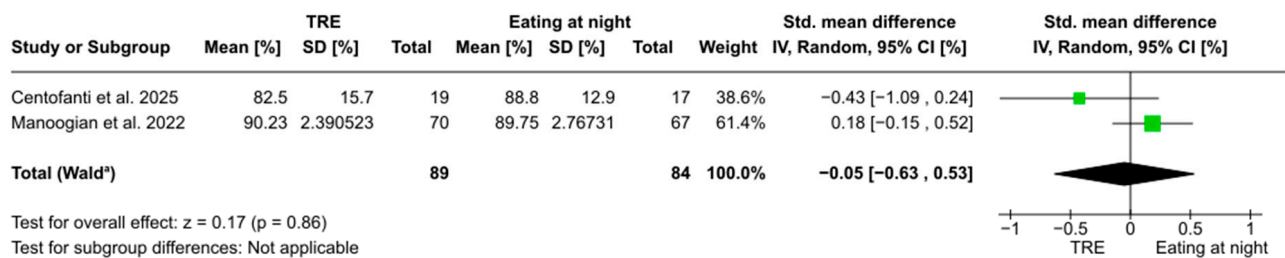 TRE Eating at night Std. mean difference Std. mean difference
Study or Subgroup Mean [%] SD [%] Total Mean [%] SD [%] Total Weight IV, Random, 95% CI [%] IV, Random, 95% CI [%]
Centofanti et al. 2025 82.5 15.7 19 88.8 12.9 17 38.6% −0.43 [−1.09 , 0.24]
Manoogian et al. 2022 90.23 2.390523 70 89.75 2.76731 67 61.4% 0.18 [−0.15 , 0.52]
Total (Waldª) 89 84 100.0% −0.05 [−0.63 , 0.53]
Test for overall effect: z = 0.17 (p = 0.86)
−1 −0.5 0 0.5 1
Test for subgroup differences: Not applicable TRE Eating at night